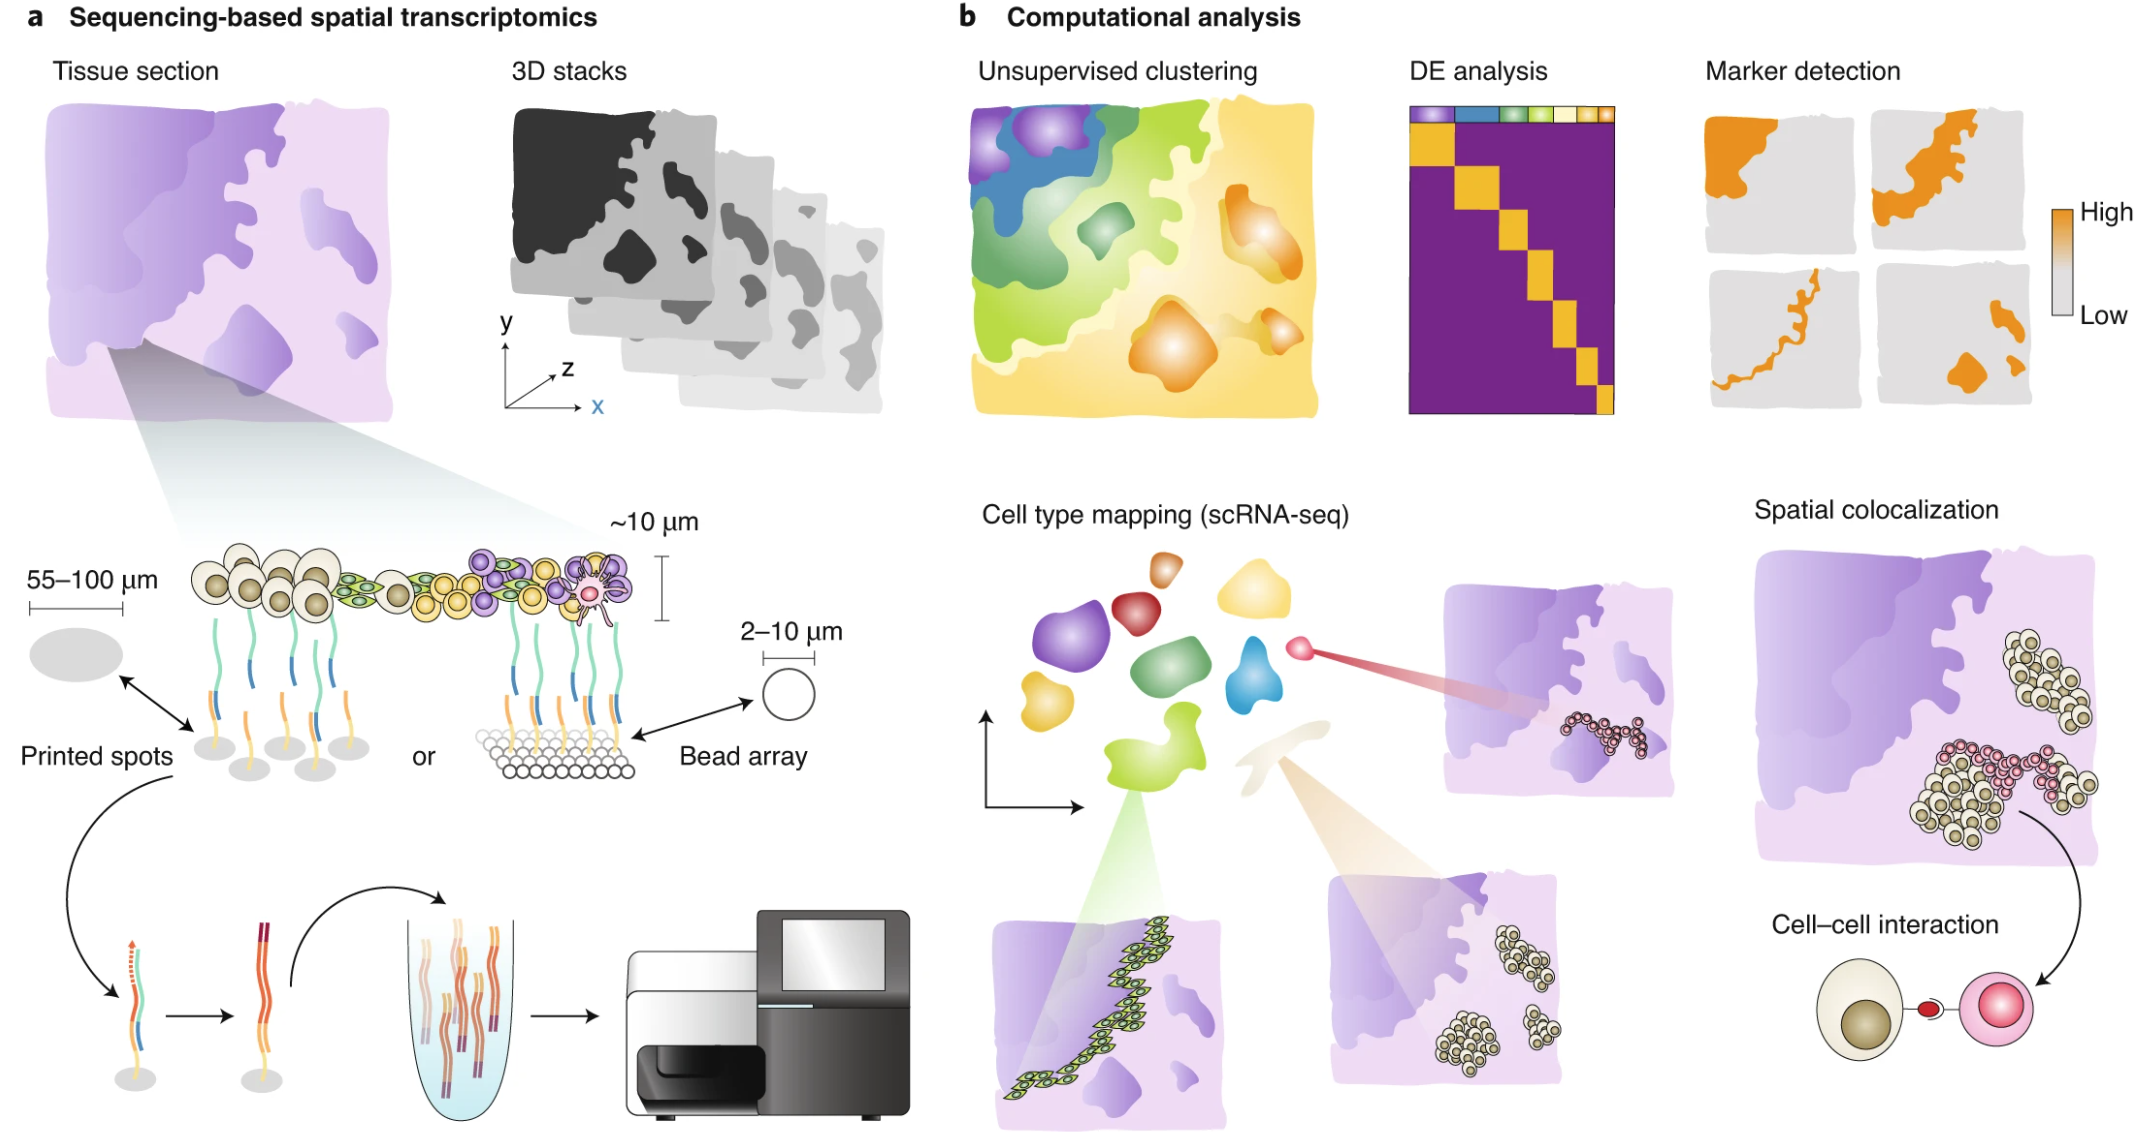 a Sequencing-based spatial transcriptomics
Tissue section
3D stacks
y
z
x
~10 µm
55–100 µm
2–10 µm
Printed spots
or
Bead array
b Computational analysis
Unsupervised clustering
DE analysis
Marker detection
High
Low
Cell type mapping (scRNA-seq)
Spatial colocalization
Cell–cell interaction